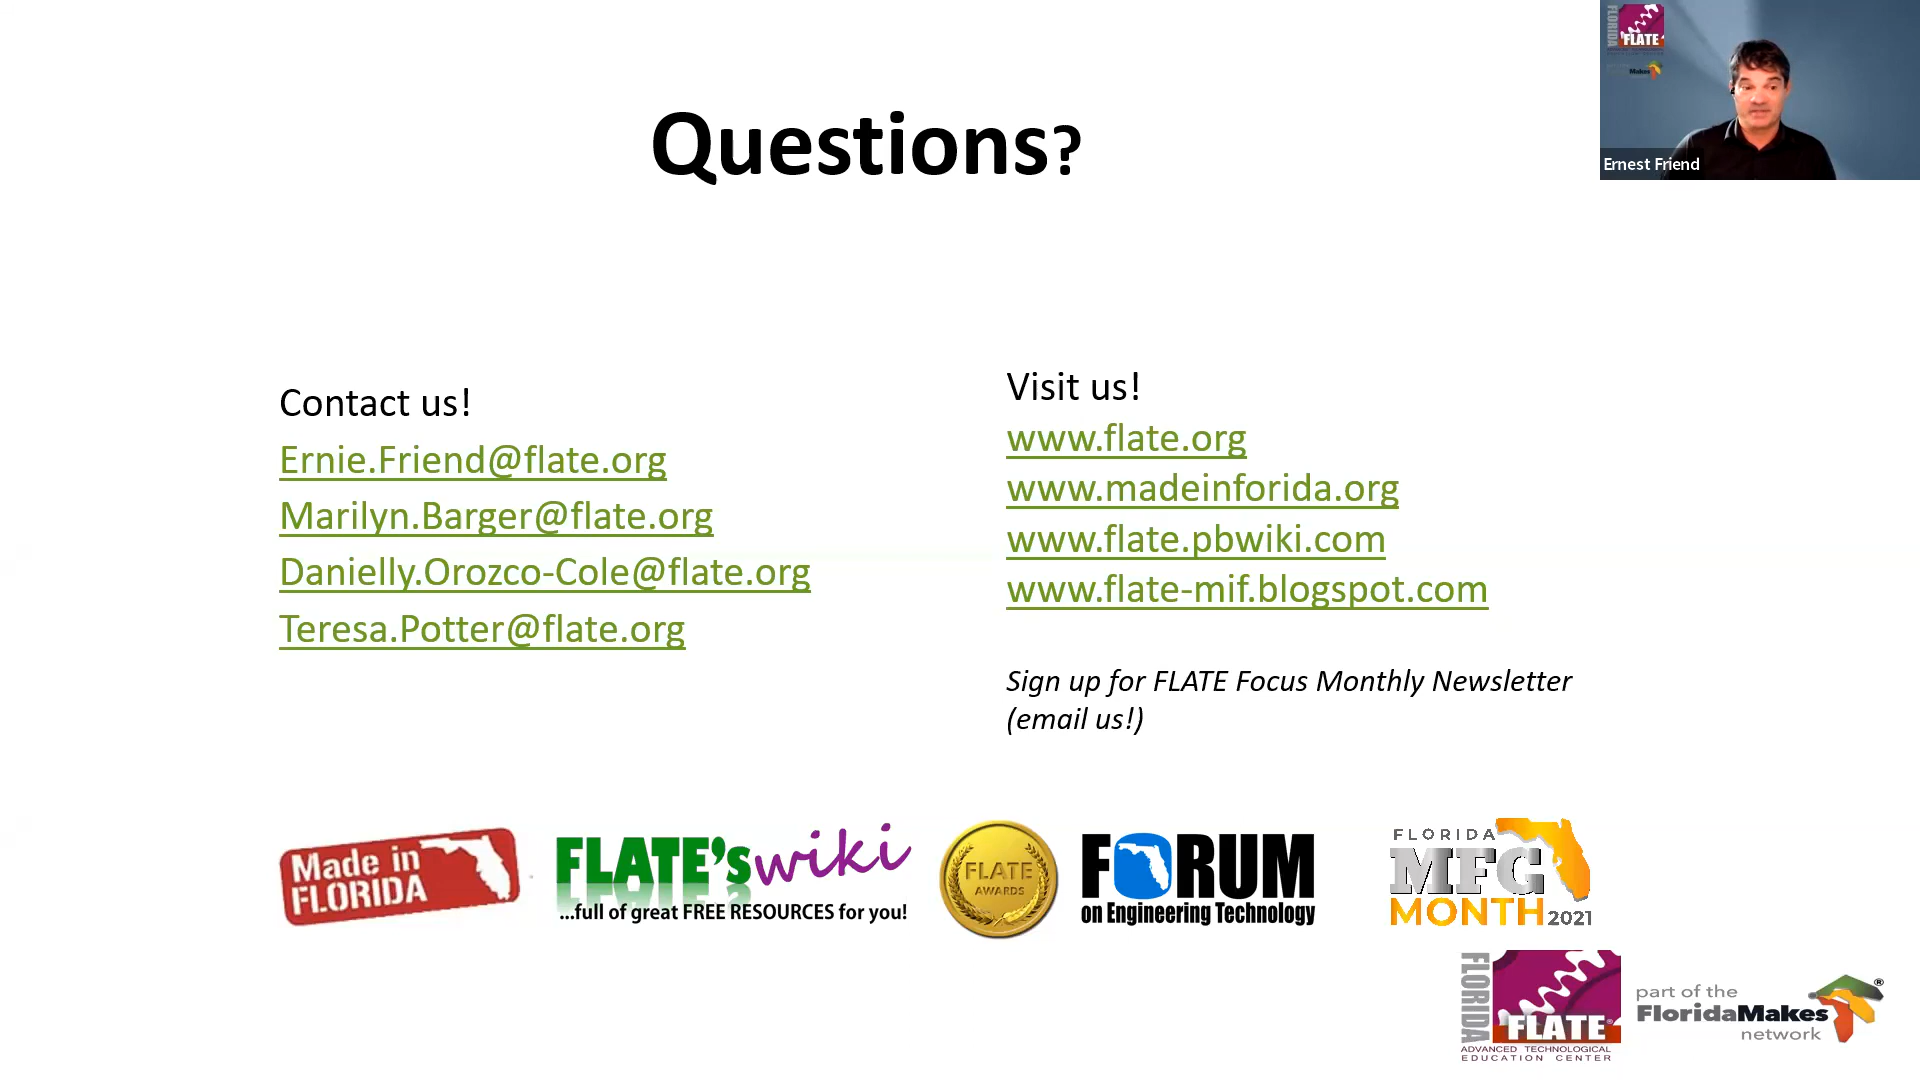 FLORIDA
FLATE
Makes
Ernest Friend
Questions?
Contact us!
Ernie.Friend@flate.org
Marilyn.Barger@flate.org
Danielly.Orozco-Cole@flate.org
Teresa.Potter@flate.org
Visit us!
www.flate.org
www.madeinforida.org
www.flate.pbwiki.com
www.flate-mif.blogspot.com
Sign up for FLATE Focus Monthly Newsletter
(email us!)
Made in
FLORIDA
FLATE's wiki
...full of great FREE RESOURCES for you!
FLATE
AWARDS
FORUM
on Engineering Technology
FLORIDA
MFG
MONTH 2021
FLORIDA
FLATE®
ADVANCED TECHNOLOGICAL
EDUCATION CENTER
part of the
FloridaMakes®
network